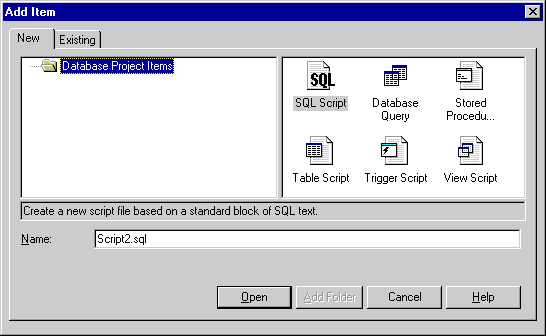 Add Item
New
Existing
Database Project Items
SQL
SQL Script
Database
Query
Stored
Procedu...
Table Script
Trigger Script
View Script
Create a new script file based on a standard block of SQL text.
Name:
Script2.sql
Open
Add Folder
Cancel
Help